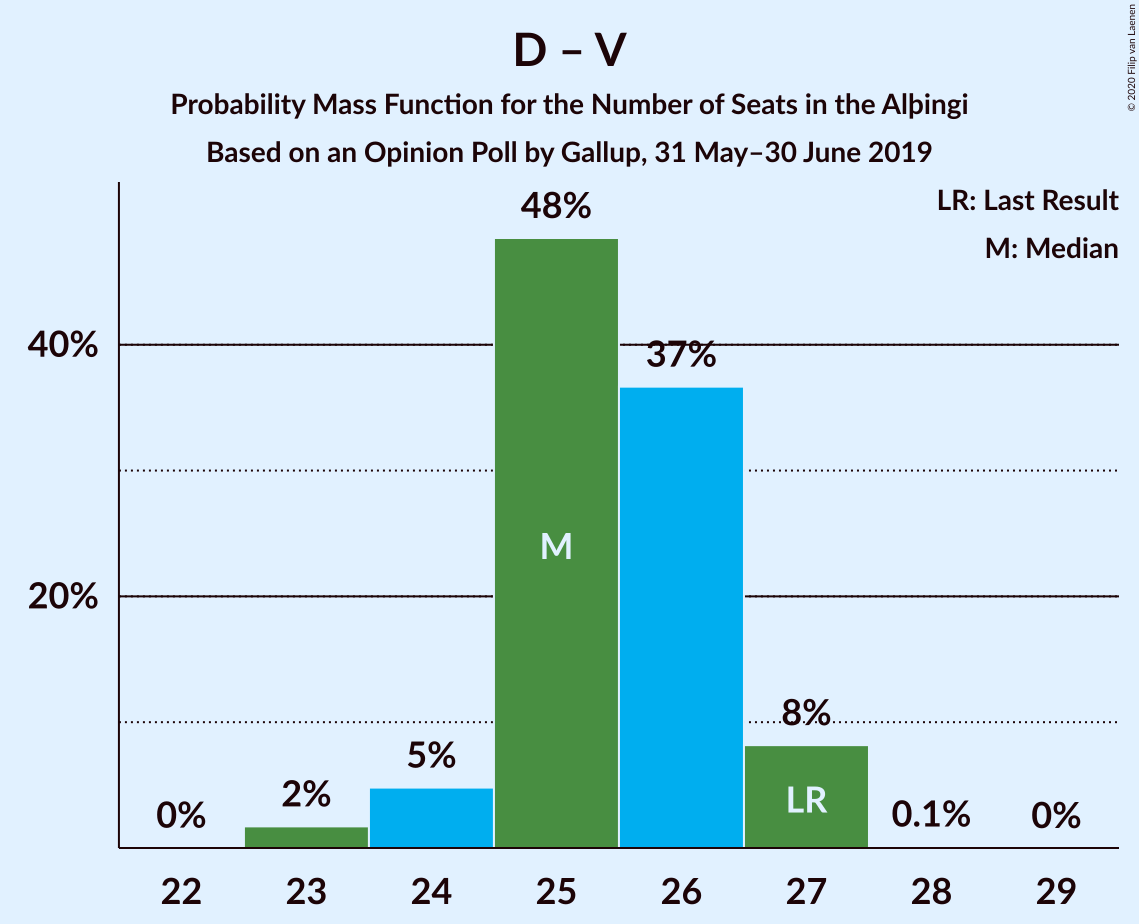 D – V
Probability Mass Function for the Number of Seats in the Alþingi
Based on an Opinion Poll by Gallup, 31 May–30 June 2019
© 2020 Filip van Laenen
LR: Last Result
M: Median
40%
20%
0%
2%
5%
48%
37%
8%
0.1%
0%
M
LR
22 23 24 25 26 27 28 29